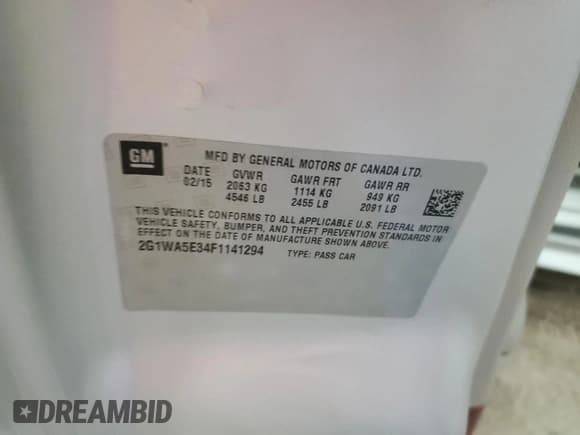 GM ®
MFD BY GENERAL MOTORS OF CANADA LTD.
DATE GVWR GAWR FRT GAWR RR
02/15 2063 KG 1114 KG 949 KG
4546 LB 2455 LB 2091 LB
THIS VEHICLE CONFORMS TO ALL APPLICABLE U.S. FEDERAL MOTOR
VEHICLE SAFETY, BUMPER, AND THEFT PREVENTION STANDARDS IN
EFFECT ON THE DATE OF MANUFACTURE SHOWN ABOVE.
2G1WA5E34F1141294 TYPE: PASS CAR
DREAMBID